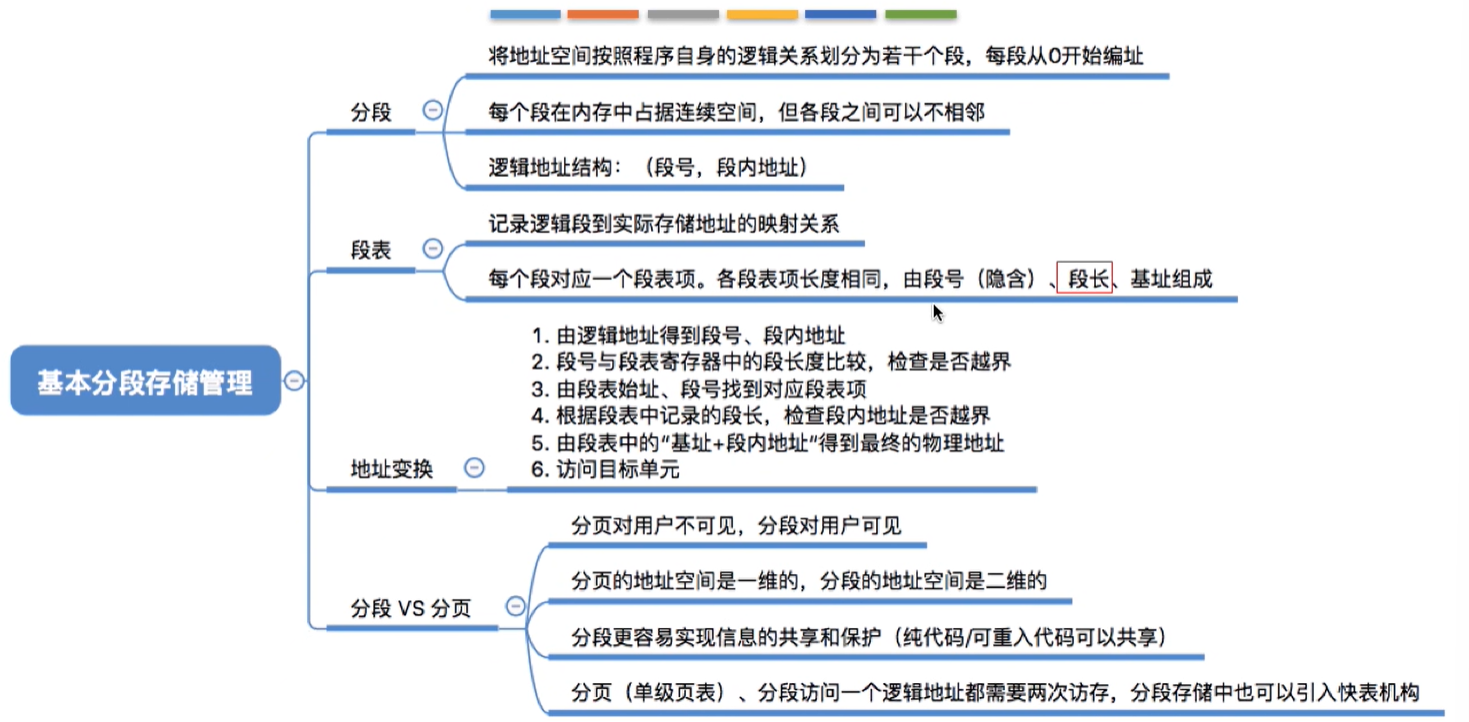 将地址空间按照程序自身的逻辑关系划分为若干个段，每段从0开始编址
分段
每个段在内存中占据连续空间，但各段之间可以不相邻
逻辑地址结构：（段号，段内地址）
记录逻辑段到实际存储地址的映射关系
段表
每个段对应一个段表项。各段表项长度相同，由段号（隐含）、段长、基址组成
基本分段存储管理
1. 由逻辑地址得到段号、段内地址
2. 段号与段表寄存器中的段长度比较，检查是否越界
3. 由段表始址、段号找到对应段表项
4. 根据段表中记录的段长，检查段内地址是否越界
5. 由段表中的“基址+段内地址”得到最终的物理地址
6. 访问目标单元
地址变换
分页对用户不可见，分段对用户可见
分页的地址空间是一维的，分段的地址空间是二维的
分段 VS 分页
分段更容易实现信息的共享和保护（纯代码/可重入代码可以共享）
分页（单级页表）、分段访问一个逻辑地址都需要两次访存，分段存储中也可以引入快表机构